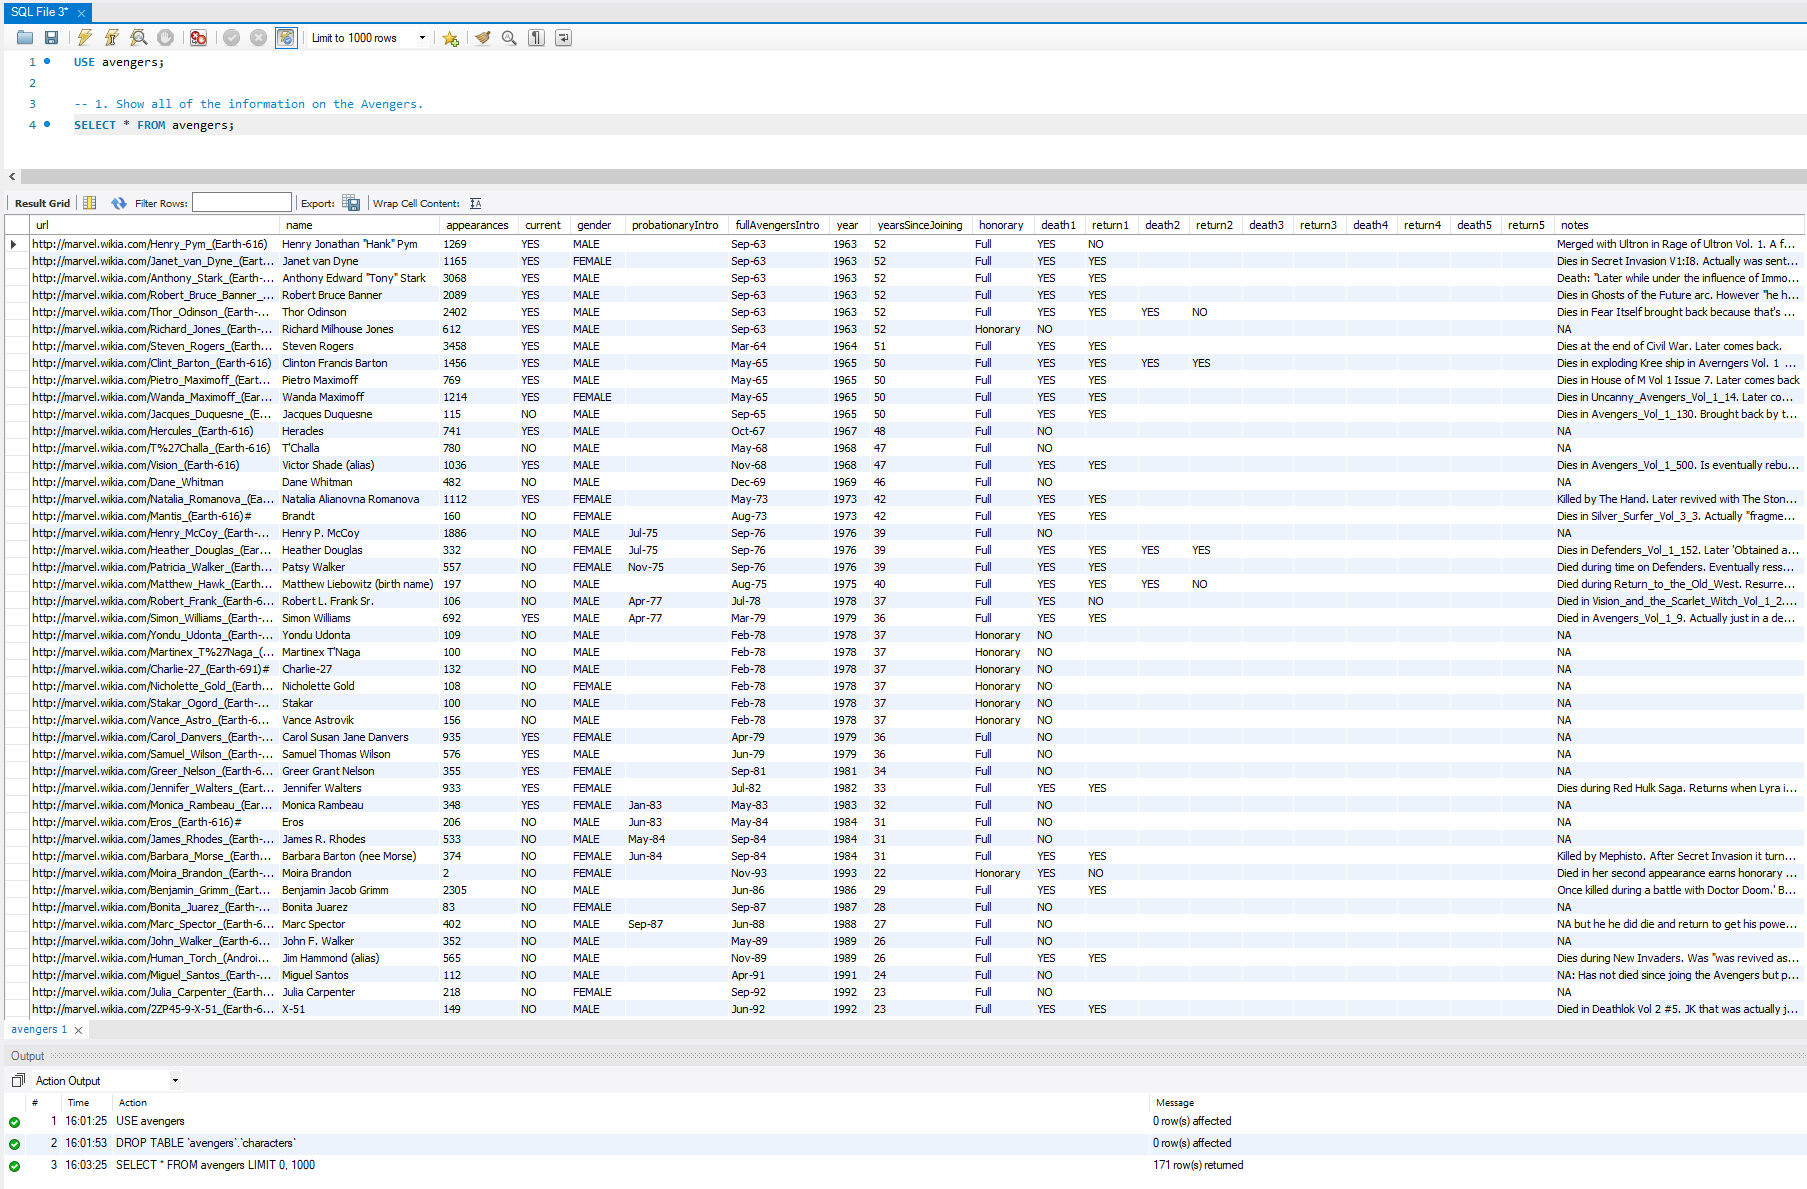 SQL File 3*
Limit to 1000 rows
1 USE avengers;
2
3 -- 1. Show all of the information on the Avengers.
4 SELECT * FROM avengers;
Result Grid Filter Rows: Export: Wrap Cell Content:
url name appearances current gender probationaryIntro fullAvengersIntro year yearsSinceJoining honorary death1 return1 death2 return2 death3 return3 death4 return4 death5 return5 notes
http://marvel.wikia.com/Henry_Pym_(Earth-616) Henry Jonathan "Hank" Pym 1269 YES MALE Sep-63 1963 52 Full YES NO Merged with Ultron in Rage of Ultron Vol. 1. A f...
http://marvel.wikia.com/Janet_van_Dyne_(Eart... Janet van Dyne 1165 YES FEMALE Sep-63 1963 52 Full YES YES Dies in Secret Invasion V1:I8. Actually was sent...
http://marvel.wikia.com/Anthony_Stark_(Earth-... Anthony Edward "Tony" Stark 3068 YES MALE Sep-63 1963 52 Full YES YES Death: "Later while under the influence of Immo...
http://marvel.wikia.com/Robert_Bruce_Banner_... Robert Bruce Banner 2089 YES MALE Sep-63 1963 52 Full YES YES Dies in Ghosts of the Future arc. However "he h...
http://marvel.wikia.com/Thor_Odinson_(Earth-... Thor Odinson 2402 YES MALE Sep-63 1963 52 Full YES YES YES NO Dies in Fear Itself brought back because that's ...
http://marvel.wikia.com/Richard_Jones_(Earth-... Richard Milhouse Jones 612 YES MALE Sep-63 1963 52 Honorary NO NA
http://marvel.wikia.com/Steven_Rogers_(Earth... Steven Rogers 3458 YES MALE Mar-64 1964 51 Full YES YES Dies at the end of Civil War. Later comes back.
http://marvel.wikia.com/Clint_Barton_(Earth-616) Clinton Francis Barton 1456 YES MALE May-65 1965 50 Full YES YES YES YES Dies in exploding Kree ship in Averngers Vol. 1 ...
http://marvel.wikia.com/Pietro_Maximoff_(Eart... Pietro Maximoff 769 YES MALE May-65 1965 50 Full YES YES Dies in House of M Vol 1 Issue 7. Later comes back
http://marvel.wikia.com/Wanda_Maximoff_(Ear... Wanda Maximoff 1214 YES FEMALE May-65 1965 50 Full YES YES Dies in Uncanny_Avengers_Vol_1_14. Later co...
http://marvel.wikia.com/Jacques_Duquesne_(E... Jacques Duquesne 115 NO MALE Sep-65 1965 50 Full YES YES Dies in Avengers_Vol_1_130. Brought back by t...
http://marvel.wikia.com/Hercules_(Earth-616) Heracles 741 YES MALE Oct-67 1967 48 Full NO NA
http://marvel.wikia.com/T%27Challa_(Earth-616) T'Challa 780 NO MALE May-68 1968 47 Full NO NA
http://marvel.wikia.com/Vision_(Earth-616) Victor Shade (alias) 1036 YES MALE Nov-68 1968 47 Full YES YES Dies in Avengers_Vol_1_500. Is eventually rebu...
http://marvel.wikia.com/Dane_Whitman Dane Whitman 482 NO MALE Dec-69 1969 46 Full NO NA
http://marvel.wikia.com/Natalia_Romanova_(Ea... Natalia Alianovna Romanova 1112 YES FEMALE May-73 1973 42 Full YES YES Killed by The Hand. Later revived with The Ston...
http://marvel.wikia.com/Mantis_(Earth-616)# Brandt 160 NO FEMALE Aug-73 1973 42 Full YES YES Dies in Silver_Surfer_Vol_3_3. Actually "fragme...
http://marvel.wikia.com/Henry_McCoy_(Earth-... Henry P. McCoy 1886 NO MALE Jul-75 Sep-76 1976 39 Full NO NA
http://marvel.wikia.com/Heather_Douglas_(Ear... Heather Douglas 332 NO FEMALE Jul-75 Sep-76 1976 39 Full YES YES YES YES Dies in Defenders_Vol_1_152. Later 'Obtained a...
http://marvel.wikia.com/Patricia_Walker_(Earth... Patsy Walker 557 NO FEMALE Nov-75 Sep-76 1976 39 Full YES YES Died during time on Defenders. Eventually ress...
http://marvel.wikia.com/Matthew_Hawk_(Earth... Matthew Liebowitz (birth name) 197 NO MALE Aug-75 1975 40 Full YES YES YES NO Died during Return_to_the_Old_West. Resurre...
http://marvel.wikia.com/Robert_Frank_(Earth-6... Robert L. Frank Sr. 106 NO MALE Apr-77 Jul-78 1978 37 Full YES NO Died in Vision_and_the_Scarlet_Witch_Vol_1_2....
http://marvel.wikia.com/Simon_Williams_(Earth... Simon Williams 692 YES MALE Apr-77 Mar-79 1979 36 Full YES YES Died in Avengers_Vol_1_9. Actually just in a de...
http://marvel.wikia.com/Yondu_Udonta_(Earth-... Yondu Udonta 109 NO MALE Feb-78 1978 37 Honorary NO NA
http://marvel.wikia.com/Martinex_T%27Naga_(... Martinex T'Naga 100 NO MALE Feb-78 1978 37 Honorary NO NA
http://marvel.wikia.com/Charlie-27_(Earth-691)# Charlie-27 132 NO MALE Feb-78 1978 37 Honorary NO NA
http://marvel.wikia.com/Nicholette_Gold_(Eart... Nicholette Gold 108 NO FEMALE Feb-78 1978 37 Honorary NO NA
http://marvel.wikia.com/Stakar_Ogord_(Earth-... Stakar 100 NO MALE Feb-78 1978 37 Honorary NO NA
http://marvel.wikia.com/Vance_Astro_(Earth-6... Vance Astrovik 156 NO MALE Feb-78 1978 37 Honorary NO NA
http://marvel.wikia.com/Carol_Danvers_(Earth-... Carol Susan Jane Danvers 935 YES FEMALE Apr-79 1979 36 Full NO NA
http://marvel.wikia.com/Samuel_Wilson_(Earth-... Samuel Thomas Wilson 576 YES MALE Jun-79 1979 36 Full NO NA
http://marvel.wikia.com/Greer_Nelson_(Earth-6... Greer Grant Nelson 355 YES FEMALE Sep-81 1981 34 Full NO NA
http://marvel.wikia.com/Jennifer_Walters_(Eart... Jennifer Walters 933 YES FEMALE Jul-82 1982 33 Full YES YES Dies during Red Hulk Saga. Returns when Lyra i...
http://marvel.wikia.com/Monica_Rambeau_(Ear... Monica Rambeau 348 YES FEMALE Jan-83 May-83 1983 32 Full NO NA
http://marvel.wikia.com/Eros_(Earth-616)# Eros 206 NO MALE Jun-83 May-84 1984 31 Full NO NA
http://marvel.wikia.com/James_Rhodes_(Earth-... James R. Rhodes 533 NO MALE May-84 Sep-84 1984 31 Full NO NA
http://marvel.wikia.com/Barbara_Morse_(Earth... Barbara Barton (nee Morse) 374 NO FEMALE Jun-84 Sep-84 1984 31 Full YES YES Killed by Mephisto. After Secret Invasion it turn...
http://marvel.wikia.com/Moira_Brandon_(Earth... Moira Brandon 2 NO FEMALE Nov-93 1993 22 Honorary YES NO Died in her second appearance earns honorary ...
http://marvel.wikia.com/Benjamin_Grimm_(Eart... Benjamin Jacob Grimm 2305 NO MALE Jun-86 1986 29 Full YES YES Once killed during a battle with Doctor Doom.' B...
http://marvel.wikia.com/Bonita_Juarez_(Earth-... Bonita Juarez 83 NO FEMALE Sep-87 1987 28 Full NO NA
http://marvel.wikia.com/Marc_Spector_(Earth-6... Marc Spector 402 NO MALE Sep-87 Jun-88 1988 27 Full NO NA but he he did die and return to get his powe...
http://marvel.wikia.com/John_Walker_(Earth-6... John F. Walker 352 NO MALE May-89 1989 26 Full NO NA
http://marvel.wikia.com/Human_Torch_(Androi... Jim Hammond (alias) 565 NO MALE Nov-89 1989 26 Full YES YES Dies during New Invaders. Was "was revived as...
http://marvel.wikia.com/Miguel_Santos_(Earth-... Miguel Santos 112 NO MALE Apr-91 1991 24 Full NO NA: Has not died since joing the Avengers but p...
http://marvel.wikia.com/Julia_Carpenter_(Earth... Julia Carpenter 218 NO FEMALE Sep-92 1992 23 Full NO NA
http://marvel.wikia.com/2ZP45-9-X-51_(Earth-6... X-51 149 NO MALE Jun-92 1992 23 Full YES YES Died in Deathlok Vol 2 #5. JK that was actually j...
avengers 1
Output
Action Output
# Time Action Message
1 16:01:25 USE avengers 0 row(s) affected
2 16:01:53 DROP TABLE `avengers`.`characters` 0 row(s) affected
3 16:03:25 SELECT * FROM avengers LIMIT 0, 1000 171 row(s) returned